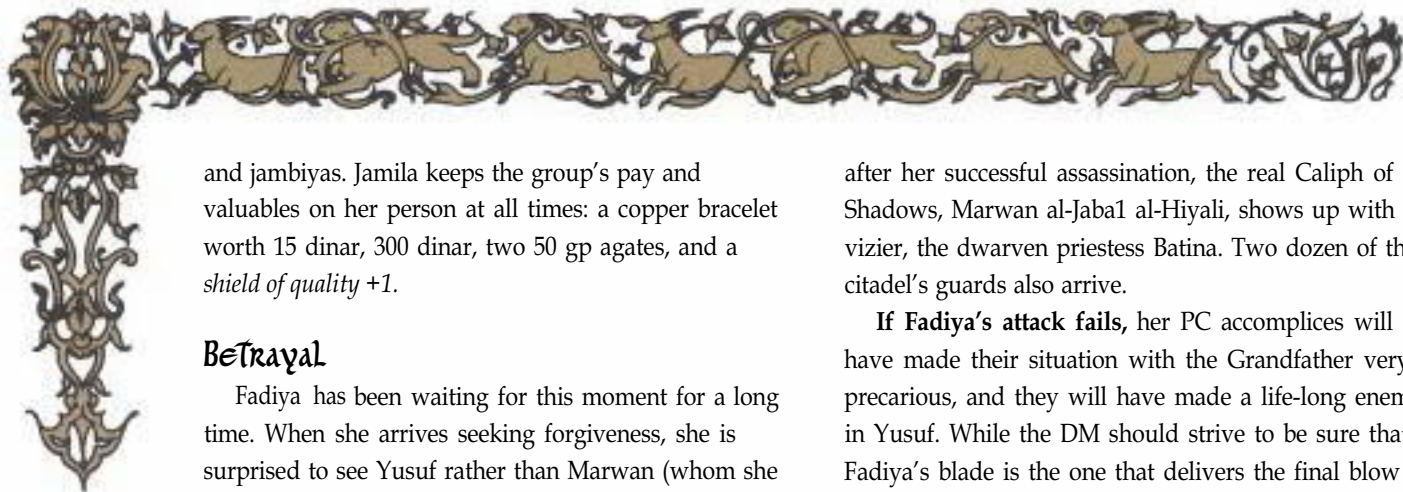 and jambiyas. Jamila keeps the group's pay and
valuables on her person at all times: a copper bracelet
worth 15 dinar, 300 dinar, two 50 gp agates, and a
shield of quality +1.
Betrayal
Fadiya has been waiting for this moment for a long
time. When she arrives seeking forgiveness, she is
surprised to see Yusuf rather than Marwan (whom she
after her successful assassination, the real Caliph of
Shadows, Marwan al-Jaba1 al-Hiyali, shows up with
vizier, the dwarven priestess Batina. Two dozen of
citadel's guards also arrive.
If Fadiya's attack fails, her PC accomplices will
have made their situation with the Grandfather very
precarious, and they will have made a life-long
in Yusuf. While the DM should strive to be sure that
Fadiya's blade is the one that delivers the final blow